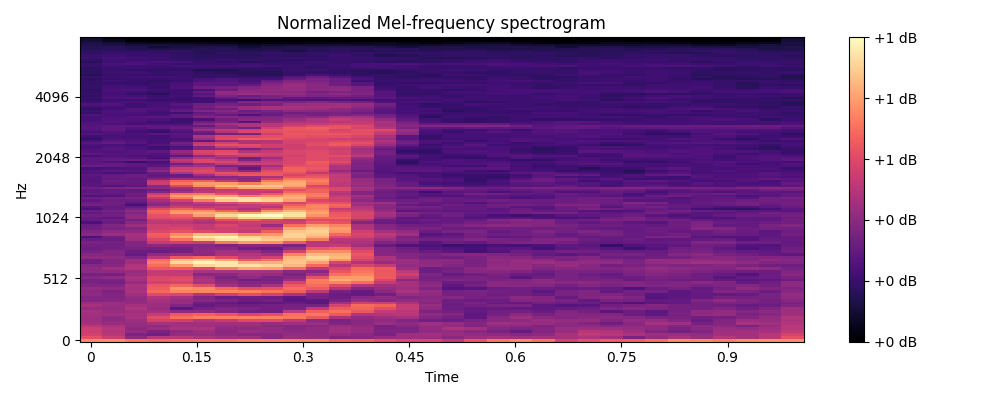 Normalized Mel-frequency spectrogram
Hz
4096
2048
1024
512
0
0 0.15 0.3 0.45 0.6 0.75 0.9
Time
+1 dB
+1 dB
+1 dB
+0 dB
+0 dB
+0 dB